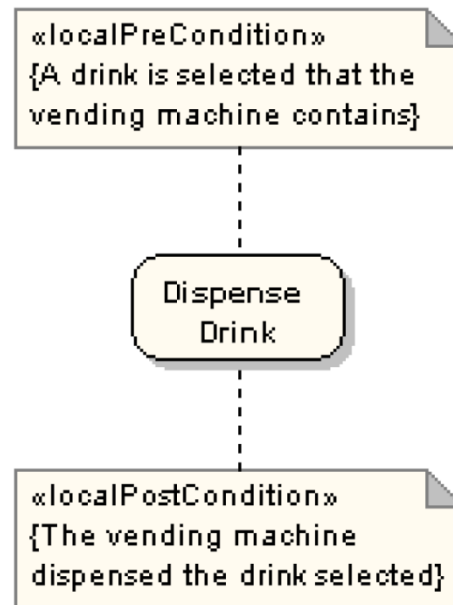 «localPreCondition»
{A drink is selected that the
vending machine contains}
Dispense
Drink
«localPostCondition»
{The vending machine
dispensed the drink selected}